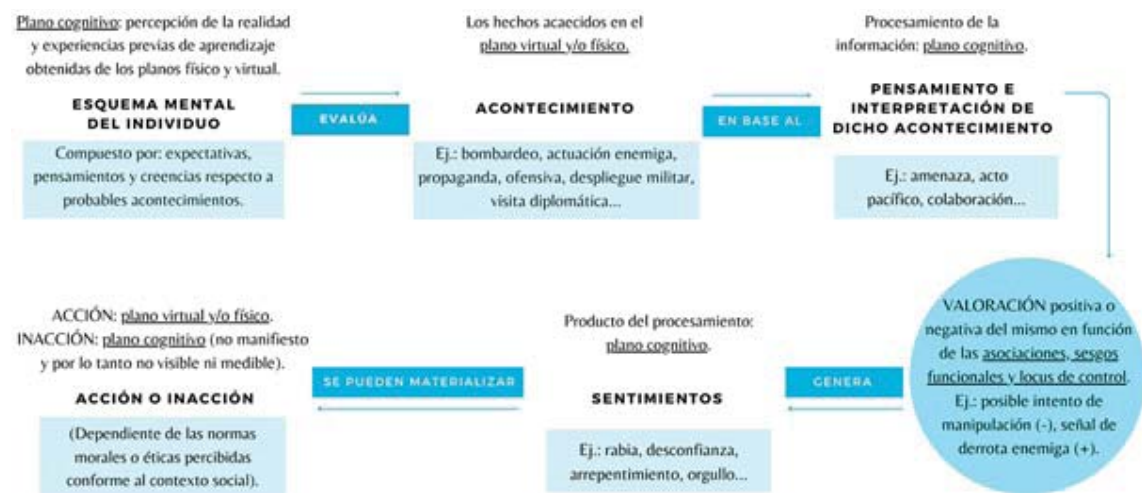 Plano cognitivo: percepción de la realidad
y experiencias previas de aprendizaje
obtenidas de los planos físico y virtual.
ESQUEMA MENTAL
DEL INDIVIDUO
Compuesto por: expectativas,
pensamientos y creencias respecto a
probables acontecimientos.
EVALÚA
Los hechos acaecidos en el
plano virtual y/o físico.
ACONTECIMIENTO
Ej.: bombardeo, actuación enemiga,
propaganda, ofensiva, despliegue militar,
visita diplomática...
EN BASE AL
Procesamiento de la
información: plano cognitivo.
PENSAMIENTO E
INTERPRETACIÓN DE
DICHO ACONTECIMIENTO
Ej.: amenaza, acto
pacífico, colaboración...
VALORACIÓN positiva o
negativa del mismo en función
de las asociaciones, sesgos
funcionales y locus de control.
Ej.: posible intento de
manipulación (-), señal de
derrota enemiga (+).
GENERA
Producto del procesamiento:
plano cognitivo.
SENTIMIENTOS
Ej.: rabia, desconfianza,
arrepentimiento, orgullo...
SE PUEDEN MATERIALIZAR
ACCIÓN: plano virtual y/o físico.
INACCIÓN: plano cognitivo (no manifiesto
y por lo tanto no visible ni medible).
ACCIÓN O INACCIÓN
(Dependiente de las normas
morales o éticas percibidas
conforme al contexto social).